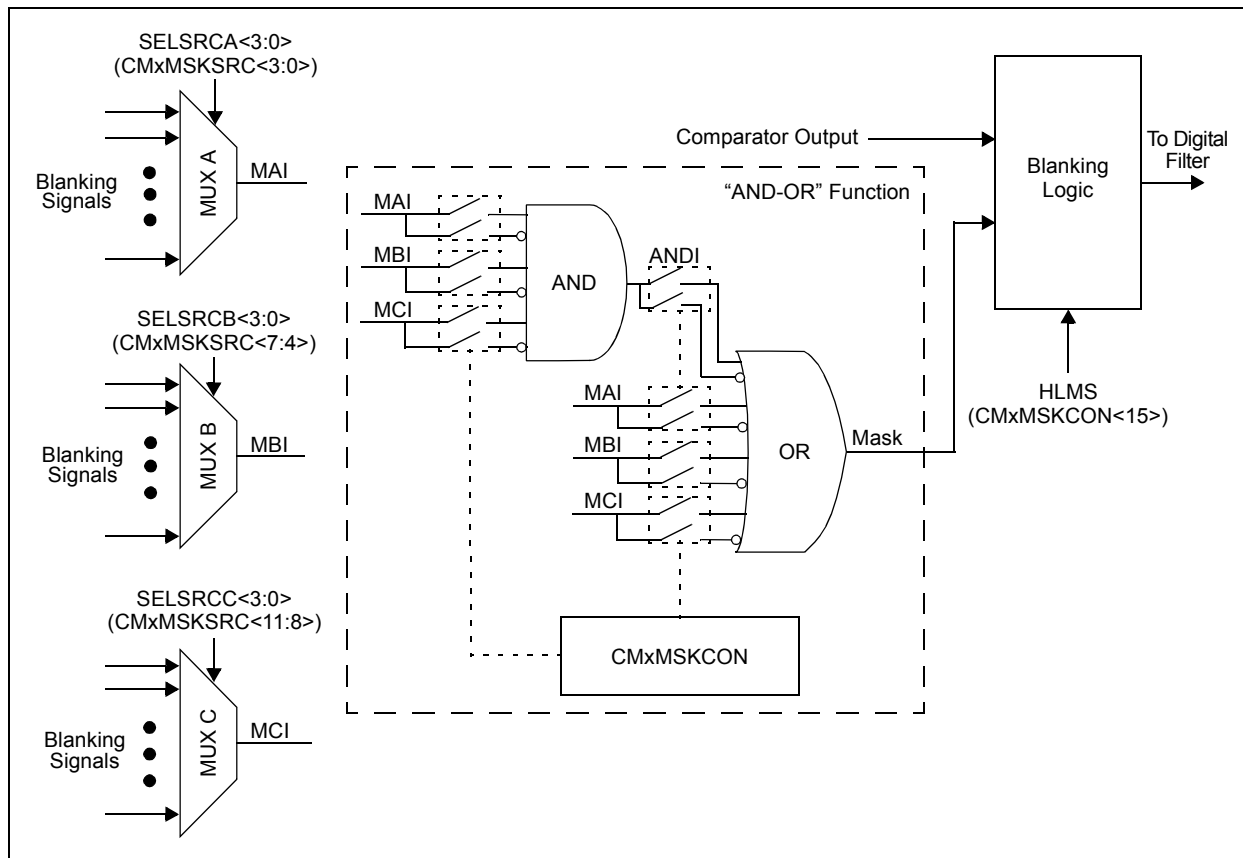 SELSRCA<3:0>
(CMxMSKSRC<3:0>)
Blanking
Signals
MUX A
MAI
SELSRCB<3:0>
(CMxMSKSRC<7:4>)
Blanking
Signals
MUX B
MBI
SELSRCC<3:0>
(CMxMSKSRC<11:8>)
Blanking
Signals
MUX C
MCI
“AND-OR” Function
MAI
MBI
MCI
AND
ANDI
MAI
MBI
MCI
OR
Mask
CMxMSKCON
Comparator Output
Blanking
Logic
To Digital
Filter
HLMS
(CMxMSKCON<15>)